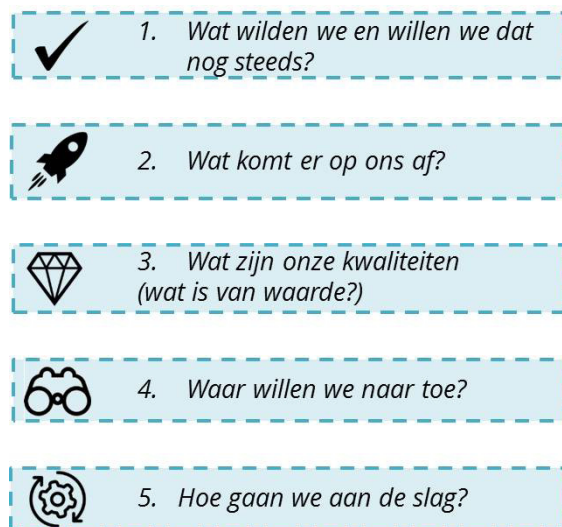 1. Wat wilden we en willen we dat
nog steeds?
2. Wat komt er op ons af?
3. Wat zijn onze kwaliteiten
(wat is van waarde?)
4. Waar willen we naar toe?
5. Hoe gaan we aan de slag?